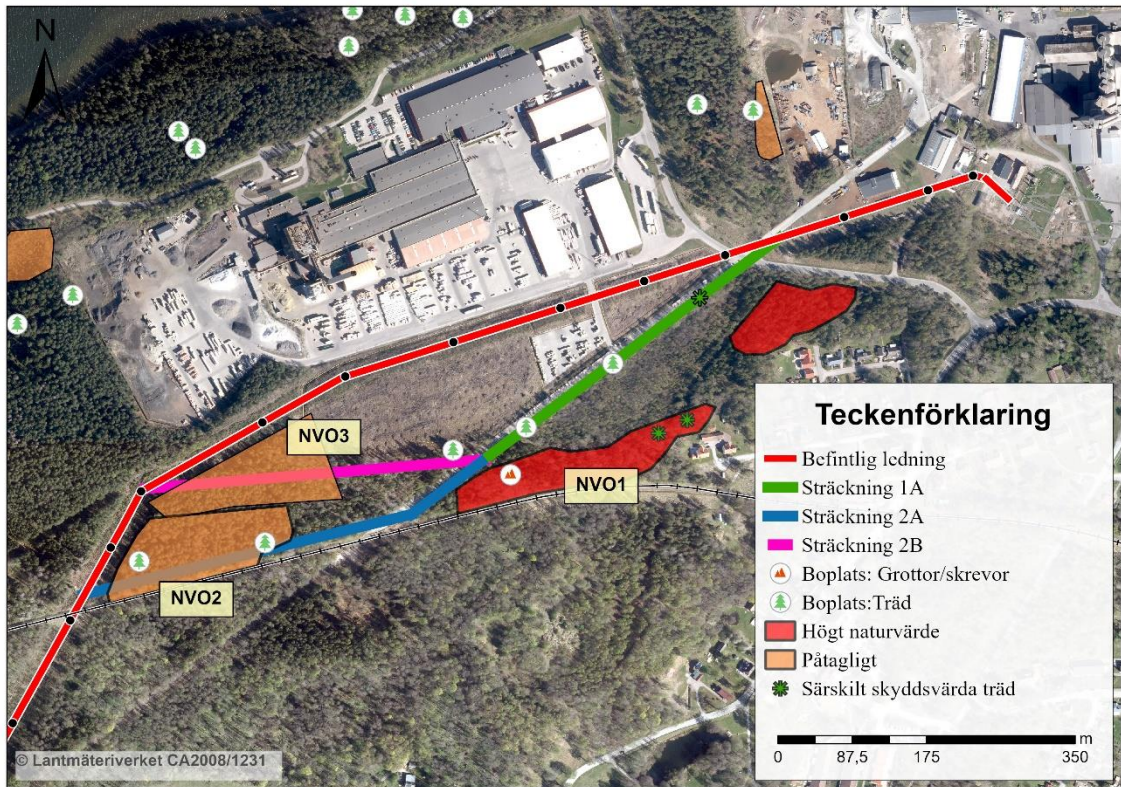 N
NVO3
NVO1
NVO2
Teckenförklaring
Befintlig ledning
Sträckning 1A
Sträckning 2A
Sträckning 2B
Boplats: Grottor/skrevor
Boplats:Träd
Högt naturvärde
Påtagligt
Särskilt skyddsvärda träd
m
0 87,5 175 350
© Lantmäteriverket CA2008/1231